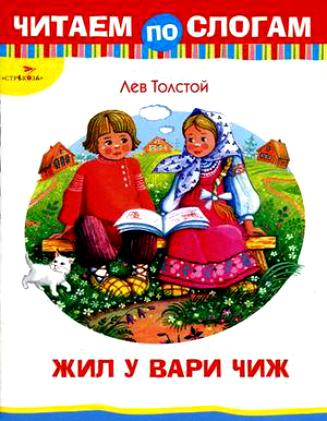 ЧИТАЕМ ПО СЛОГАМ
«СТРЕКОЗА»
Лев Толстой
ЖИЛ У ВАРИ ЧИЖ